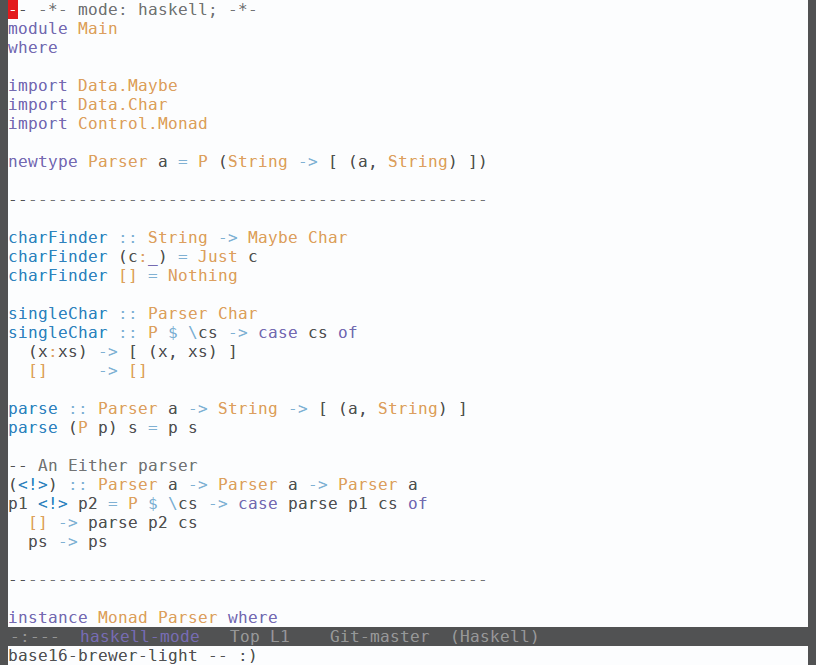 -- -*- mode: haskell; -*-
module Main
where

import Data.Maybe
import Data.Char
import Control.Monad

newtype Parser a = P (String -> [ (a, String) ])

------------------------------------------------

charFinder :: String -> Maybe Char
charFinder (c:_) = Just c
charFinder [] = Nothing

singleChar :: Parser Char
singleChar :: P $ \cs -> case cs of
  (x:xs) -> [ (x, xs) ]
  []     -> []

parse :: Parser a -> String -> [ (a, String) ]
parse (P p) s = p s

-- An Either parser
(<!>) :: Parser a -> Parser a -> Parser a
p1 <!> p2 = P $ \cs -> case parse p1 cs of
  [] -> parse p2 cs
  ps -> ps

------------------------------------------------

instance Monad Parser where
-:---  haskell-mode   Top L1    Git-master  (Haskell)
base16-brewer-light -- :)